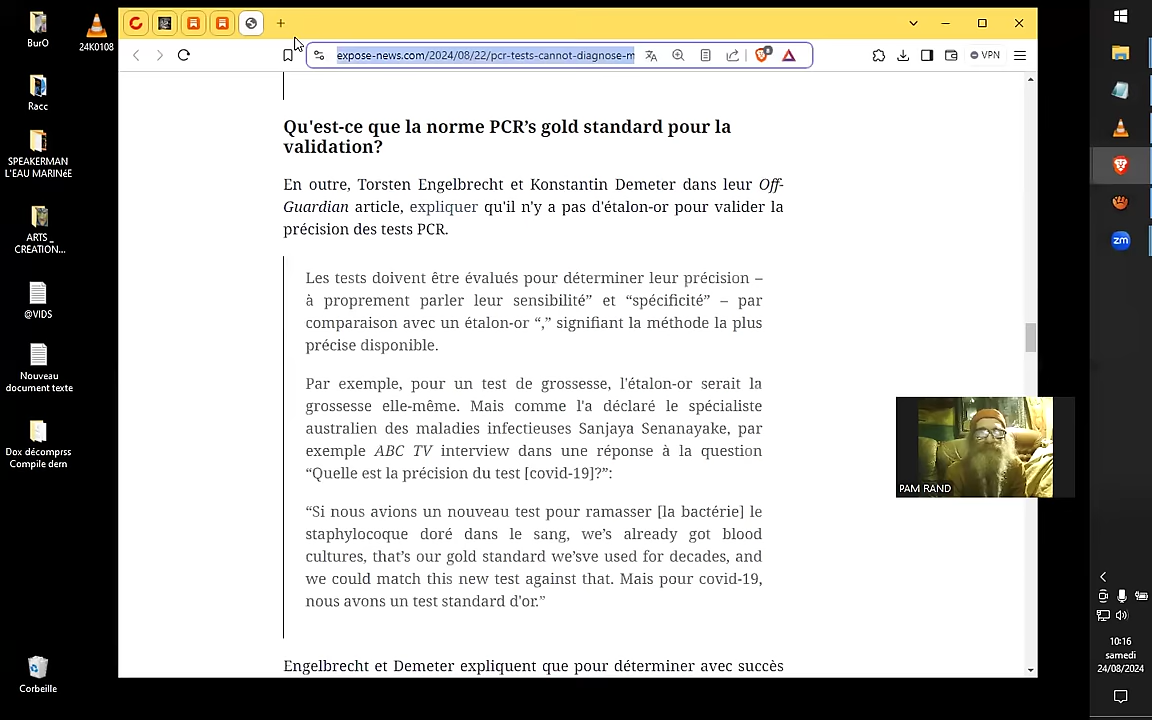 BurO
24K0108
Racc
SPEAKERMAN
L'EAU MARINéE
ARTS _
CREATION...
@VIDS
Nouveau
document texte
Dox décomprss
Compile dern
Corbeille
expose-news.com/2024/08/22/pcr-tests-cannot-diagnose-m
VPN
Qu'est-ce que la norme PCR’s gold standard pour la
validation?
En outre, Torsten Engelbrecht et Konstantin Demeter dans leur Off-
Guardian article, expliquer qu'il n'y a pas d'étalon-or pour valider la
précision des tests PCR.
Les tests doivent être évalués pour déterminer leur précision –
à proprement parler leur sensibilité” et “spécificité” – par
comparaison avec un étalon-or “,” signifiant la méthode la plus
précise disponible.
Par exemple, pour un test de grossesse, l'étalon-or serait la
grossesse elle-même. Mais comme l'a déclaré le spécialiste
australien des maladies infectieuses Sanjaya Senanayake, par
exemple ABC TV interview dans une réponse à la question
“Quelle est la précision du test [covid-19]?”:
“Si nous avions un nouveau test pour ramasser [la bactérie] le
staphylocoque doré dans le sang, we’s already got blood
cultures, that’s our gold standard we’sve used for decades, and
we could match this new test against that. Mais pour covid-19,
nous avons un test standard d'or.”
Engelbrecht et Demeter expliquent que pour déterminer avec succès
PAM RAND
zm
10:16
samedi
24/08/2024